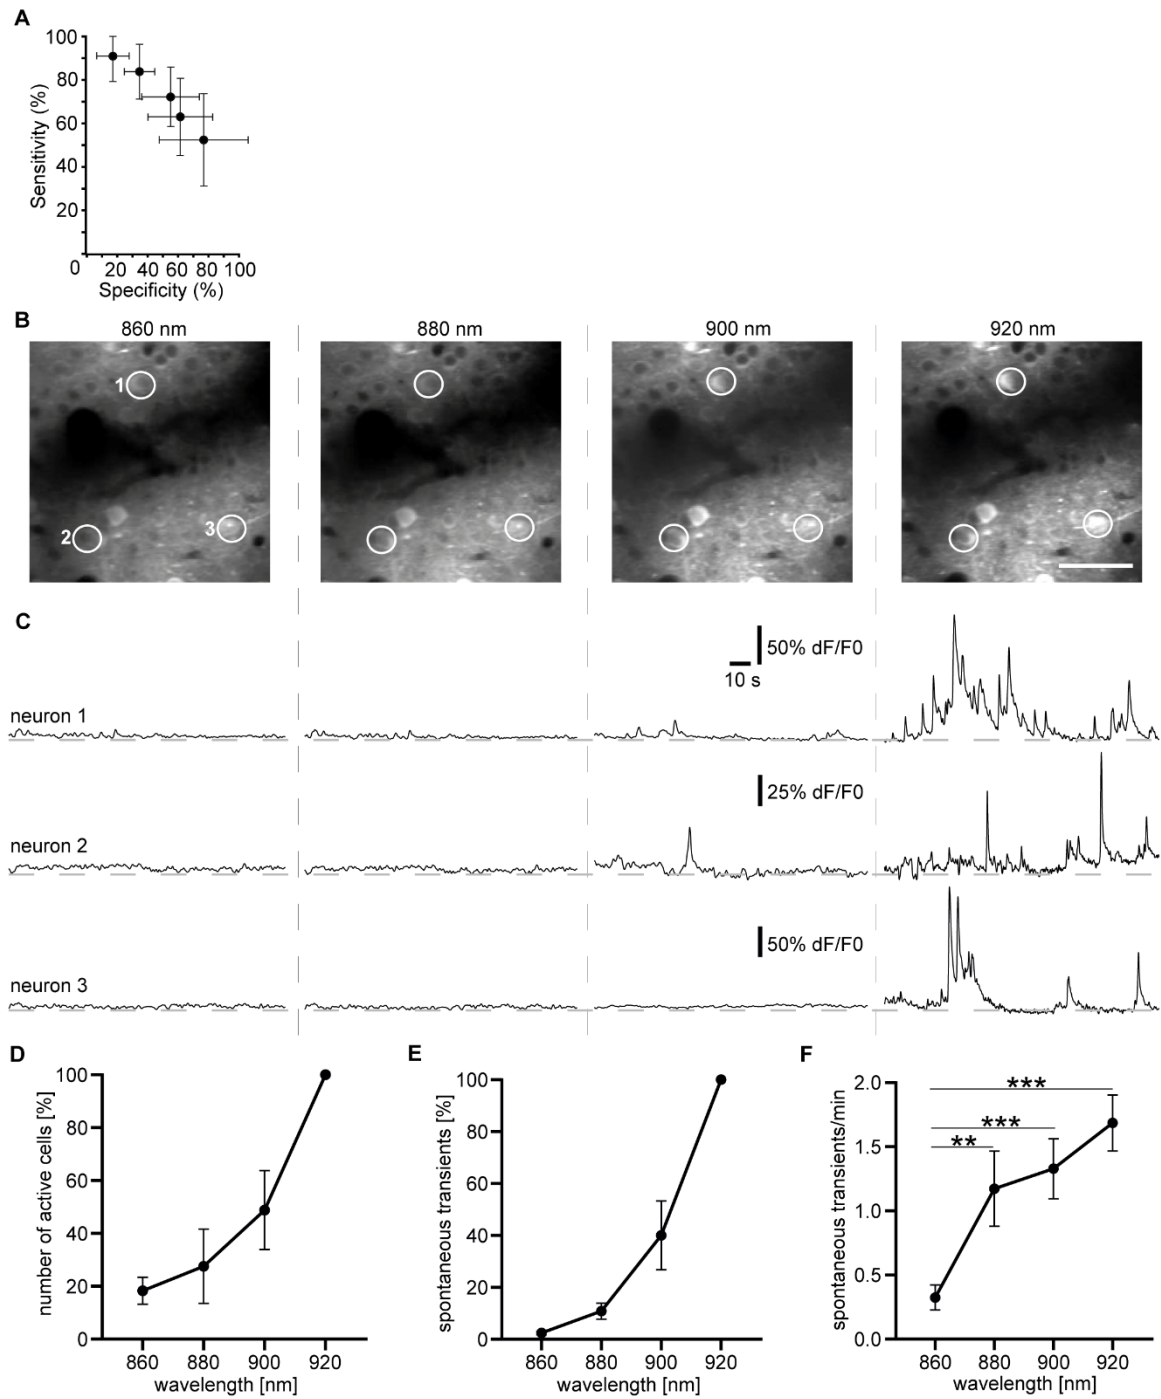 A
100
80
60
40
20
0
20 40 60 80 100
Sensitivity (%)
Specificity (%)
B
860 nm
880 nm
900 nm
920 nm
1
2
3
C
50% dF/F0
10 s
neuron 1
25% dF/F0
neuron 2
50% dF/F0
neuron 3
D
100
80
60
40
20
0
number of active cells [%]
860 880 900 920
wavelength [nm]
E
100
80
60
40
20
0
spontaneous transients [%]
860 880 900 920
wavelength [nm]
F
2.0
1.5
1.0
0.5
0.0
spontaneous transients/min
***
***
**
860 880 900 920
wavelength [nm]